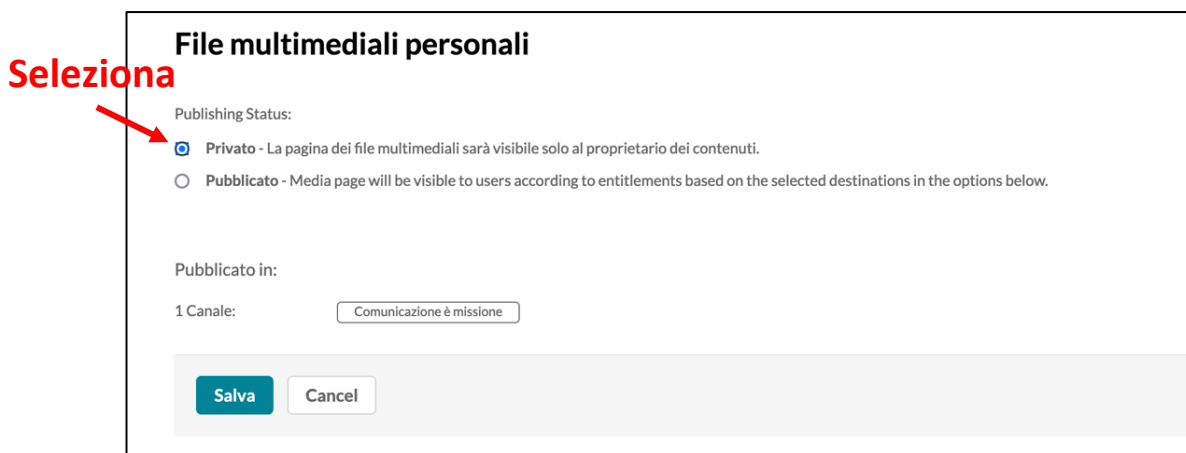 File multimediali personali
Seleziona
Publishing Status:
Privato - La pagina dei file multimediali sarà visibile solo al proprietario dei contenuti.
Pubblicato - Media page will be visible to users according to entitlements based on the selected destinations in the options below.
Pubblicato in:
1 Canale: Comunicazione è missione
Salva Cancel